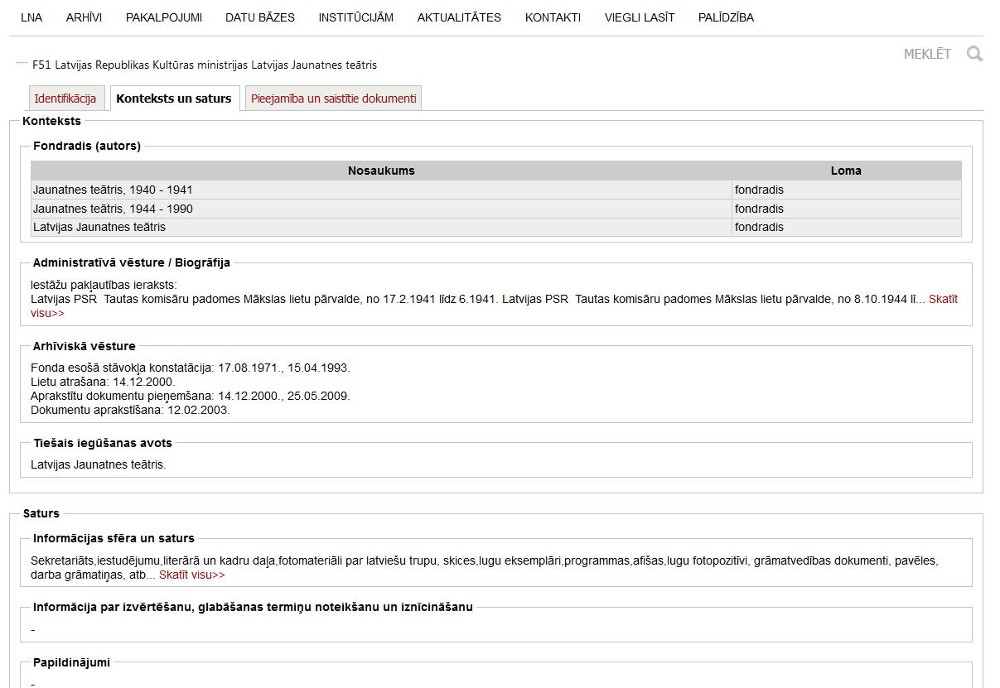 LNA ARHĪVI PAKALPOJUMI DATU BĀZES INSTITŪCIJĀM AKTUALITĀTES KONTAKTI VIEGLI LASĪT PALĪDZĪBA
MEKLĒT
F51 Latvijas Republikas Kultūras ministrijas Latvijas Jaunatnes teātris
Identifikācija Konteksts un saturs Pieejamība un saistītie dokumenti
Konteksts
Fondradis (autors)
Nosaukums Loma
Jaunatnes teātris, 1940 - 1941 fondradis
Jaunatnes teātris, 1944 - 1990 fondradis
Latvijas Jaunatnes teātris fondradis
Administratīvā vēsture / Biogrāfija
Iestāžu pakļautības ieraksts:
Latvijas PSR  Tautas komisāru padomes Mākslas lietu pārvalde, no 17.2.1941 līdz 6.1941. Latvijas PSR  Tautas komisāru padomes Mākslas lietu pārvalde, no 8.10.1944 lī... Skatīt
visu>>
Arhīviskā vēsture
Fonda esošā stāvokļa konstatācija: 17.08.1971., 15.04.1993.
Lietu atrašana: 14.12.2000.
Aprakstītu dokumentu pieņemšana: 14.12.2000., 25.05.2009.
Dokumentu aprakstīšana: 12.02.2003.
Tiešais iegūšanas avots
Latvijas Jaunatnes teātris.
Saturs
Informācijas sfēra un saturs
Sekretariāts,iestudējumu,literārā un kadru daļa,fotomateriāli par latviešu trupu, skices,lugu eksemplāri,programmas,afišas,lugu fotopozitīvi, grāmatvedības dokumenti, pavēles,
darba grāmatiņas, atb... Skatīt visu>>
Informācija par izvērtēšanu, glabāšanas termiņu noteikšanu un iznīcināšanu
-
Papildinājumi
-